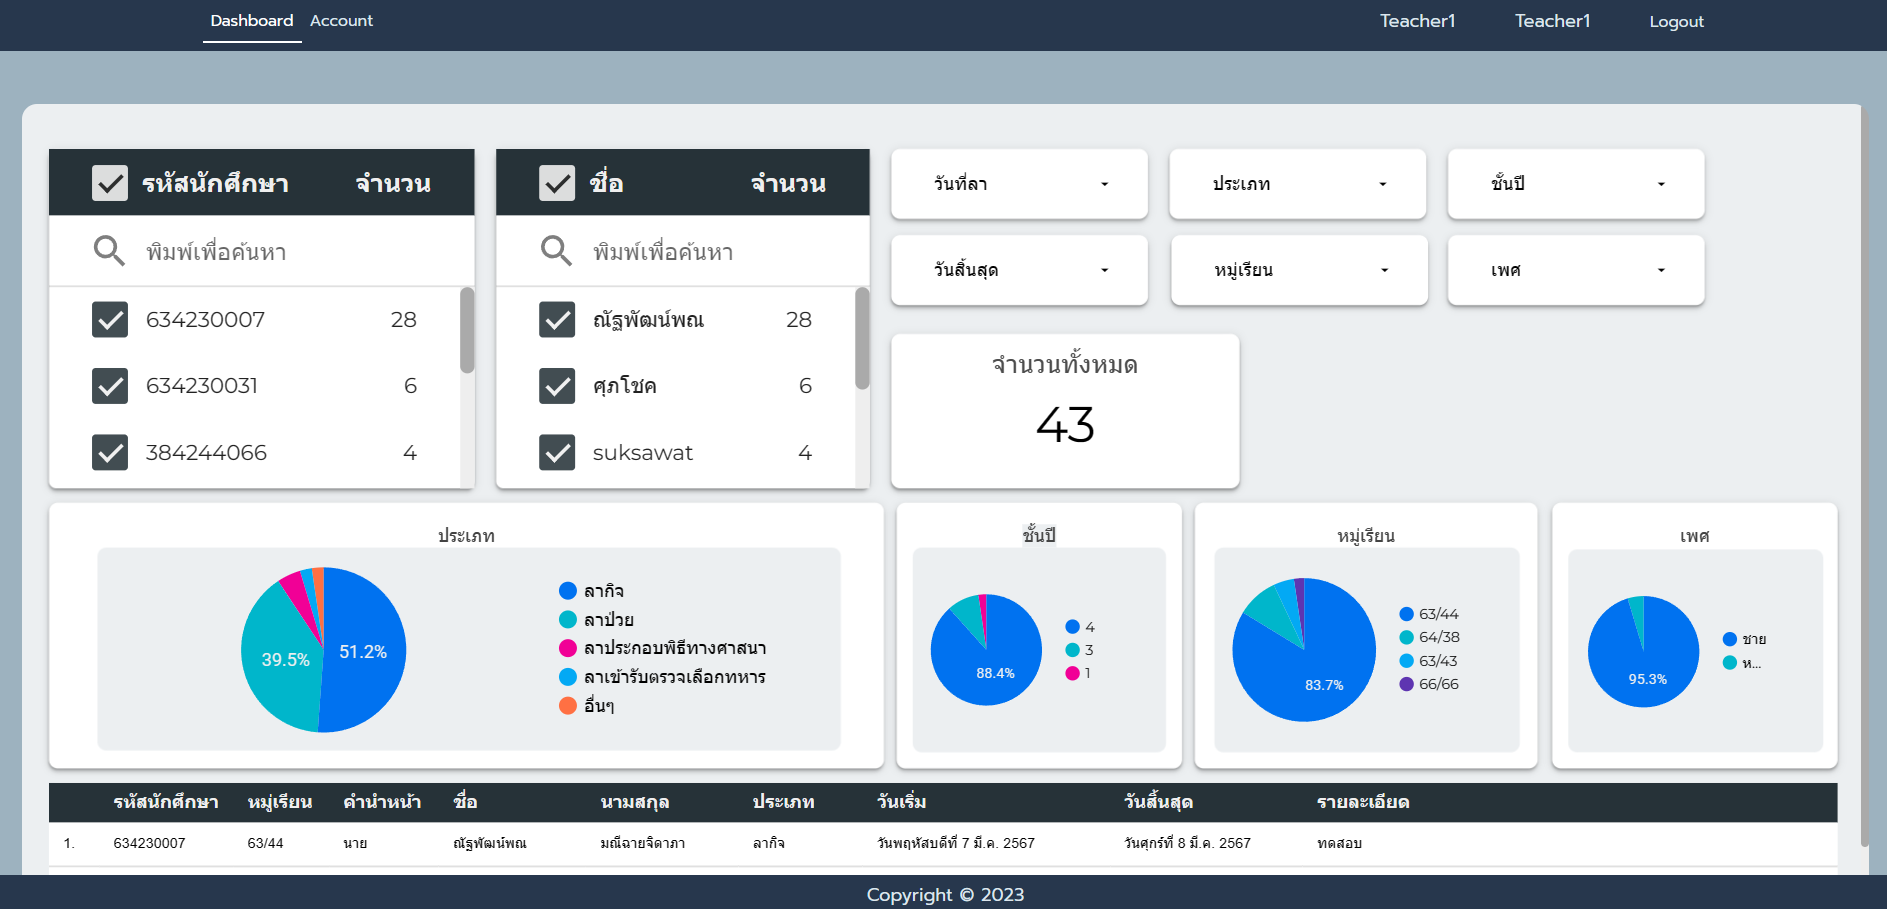 Dashboard Account Teacher1 Teacher1 Logout
รหัสนักศึกษา จำนวน
พิมพ์เพื่อค้นหา
634230007 28
634230031 6
384244066 4
ชื่อ จำนวน
พิมพ์เพื่อค้นหา
ณัฐพัฒน์พณ 28
ศุภโชค 6
suksawat 4
วันที่ลา ประเภท ชั้นปี
วันสิ้นสุด หมู่เรียน เพศ
จำนวนทั้งหมด
43
ประเภท
51.2%
39.5%
ลากิจ
ลาป่วย
ลาประกอบพิธีทางศาสนา
ลาเข้ารับตรวจเลือกทหาร
อื่นๆ
ชั้นปี
88.4%
4
3
1
หมู่เรียน
83.7%
63/44
64/38
63/43
66/66
เพศ
95.3%
ชาย
ห...
รหัสนักศึกษา หมู่เรียน คำนำหน้า ชื่อ นามสกุล ประเภท วันเริ่ม วันสิ้นสุด รายละเอียด
1. 634230007 63/44 นาย ณัฐพัฒน์พณ มณีฉายจิดาภา ลากิจ วันพฤหัสบดีที่ 7 มี.ค. 2567 วันศุกร์ที่ 8 มี.ค. 2567 ทดสอบ
Copyright © 2023